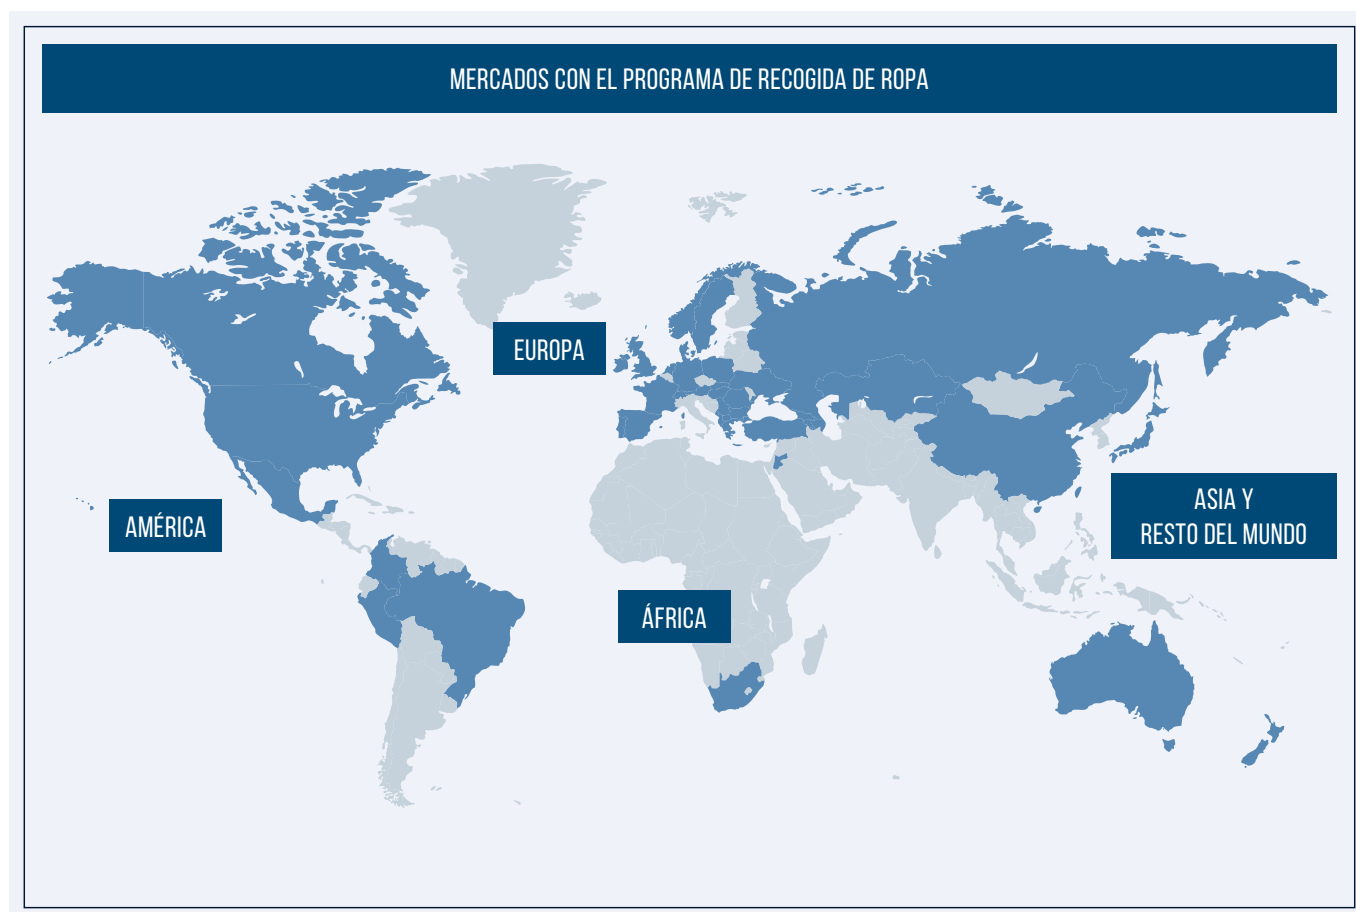 MERCADOS CON EL PROGRAMA DE RECOGIDA DE ROPA
EUROPA
AMÉRICA
ASIA Y
RESTO DEL MUNDO
ÁFRICA